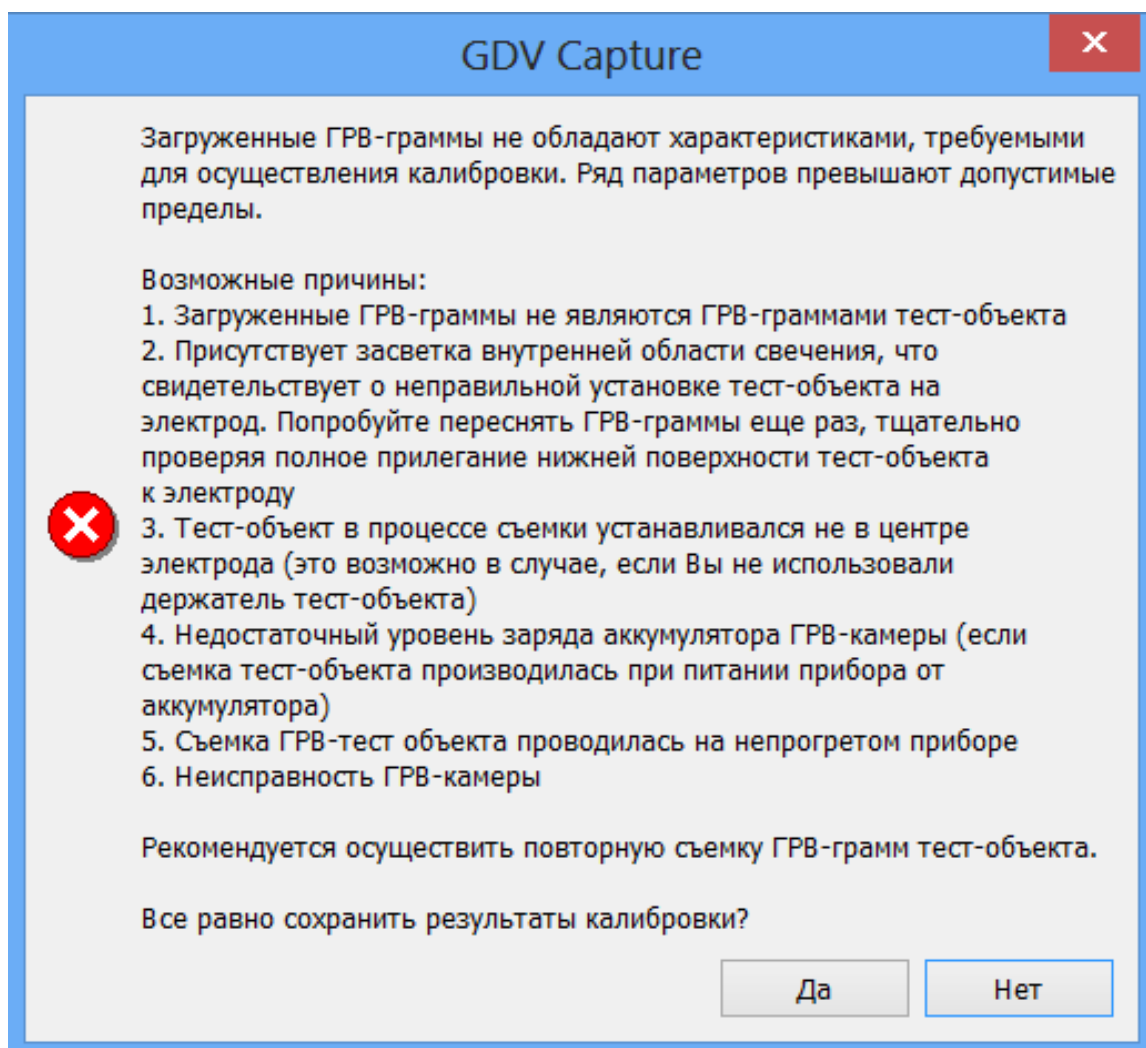 GDV Capture
Загруженные ГРВ-граммы не обладают характеристиками, требуемыми
для осуществления калибровки. Ряд параметров превышают допустимые
пределы.
Возможные причины:
1. Загруженные ГРВ-граммы не являются ГРВ-граммами тест-объекта
2. Присутствует засветка внутренней области свечения, что
свидетельствует о неправильной установке тест-объекта на
электрод. Попробуйте переснять ГРВ-граммы еще раз, тщательно
проверяя полное прилегание нижней поверхности тест-объекта
к электроду
3. Тест-объект в процессе съемки устанавливался не в центре
электрода (это возможно в случае, если Вы не использовали
держатель тест-объекта)
4. Недостаточный уровень заряда аккумулятора ГРВ-камеры (если
съемка тест-объекта производилась при питании прибора от
аккумулятора)
5. Съемка ГРВ-тест объекта проводилась на непрогретом приборе
6. Неисправность ГРВ-камеры
Рекомендуется осуществить повторную съемку ГРВ-грамм тест-объекта.
Все равно сохранить результаты калибровки?
Да
Нет